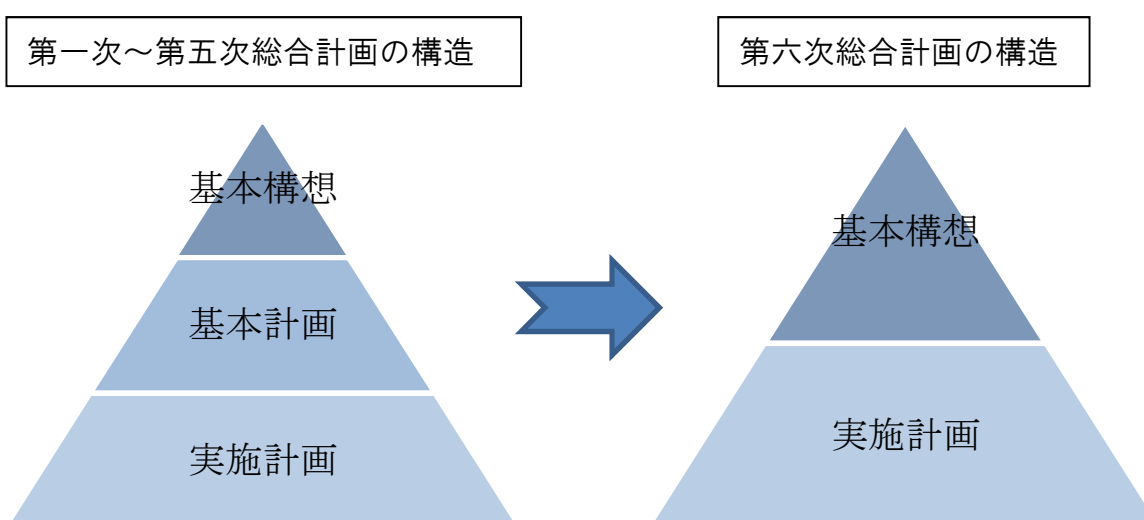 第一次～第五次総合計画の構造
第六次総合計画の構造
基本構想
基本計画
実施計画
基本構想
実施計画